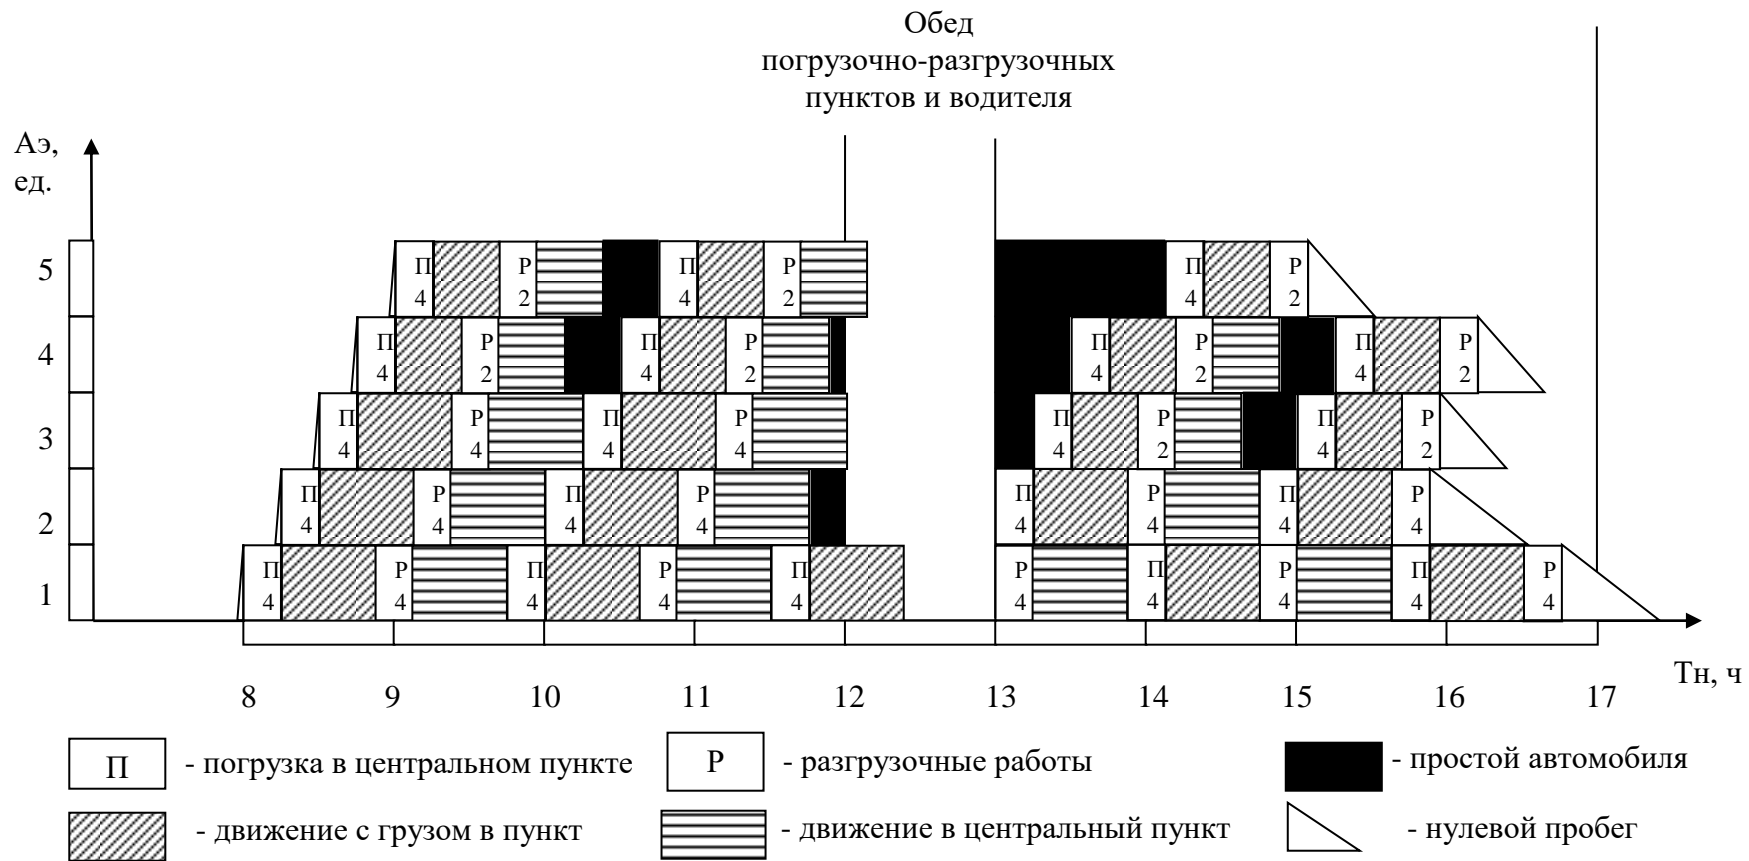 Обед
погрузочно-разгрузочных
пунктов и водителя
Аэ,
ед.
5
П Р П Р П Р
4 2 4 2 4 2
4
П Р П Р П Р П Р
4 2 4 2 4 2 4 2
3
П Р П Р П Р П Р
4 4 4 4 4 2 4 2
2
П Р П Р П Р П Р
4 4 4 4 4 4 4 4
1
П Р П Р П Р П Р П Р
4 4 4 4 4 4 4 4 4 4
8 9 10 11 12 13 14 15 16 17
Тн, ч
П - погрузка в центральном пункте Р - разгрузочные работы - простой автомобиля
- движение с грузом в пункт - движение в центральный пункт - нулевой пробег